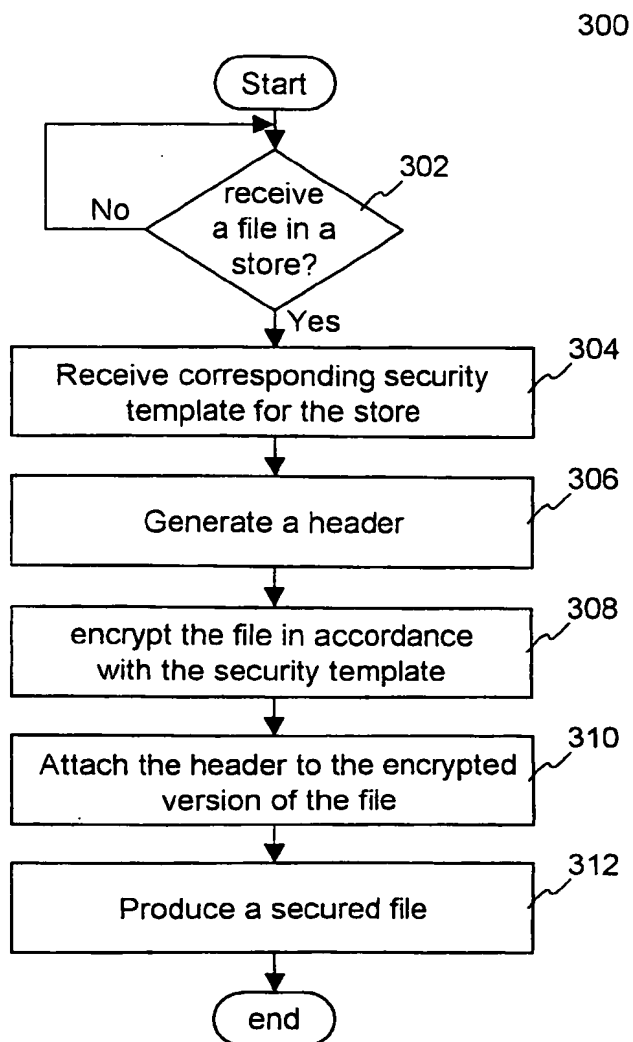 300
Start
302
receive
a file in a
store?
No
Yes
304
Receive corresponding security
template for the store
306
Generate a header
308
encrypt the file in accordance
with the security template
310
Attach the header to the encrypted
version of the file
312
Produce a secured file
end